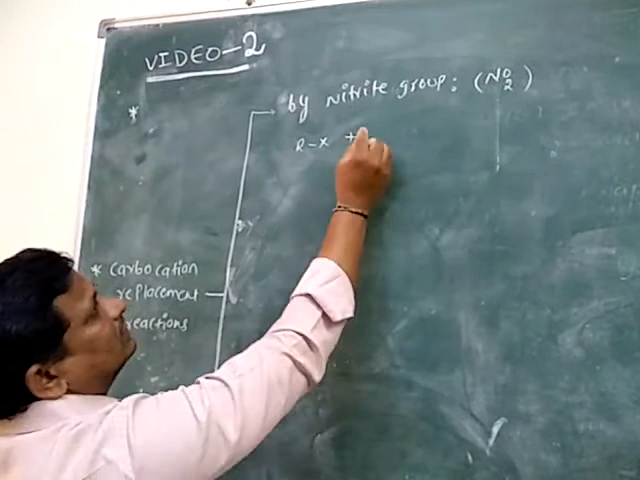 VIDEO-2
* by Nitrite group: (NO2)
R-X +
* carbocation
replacement
reactions